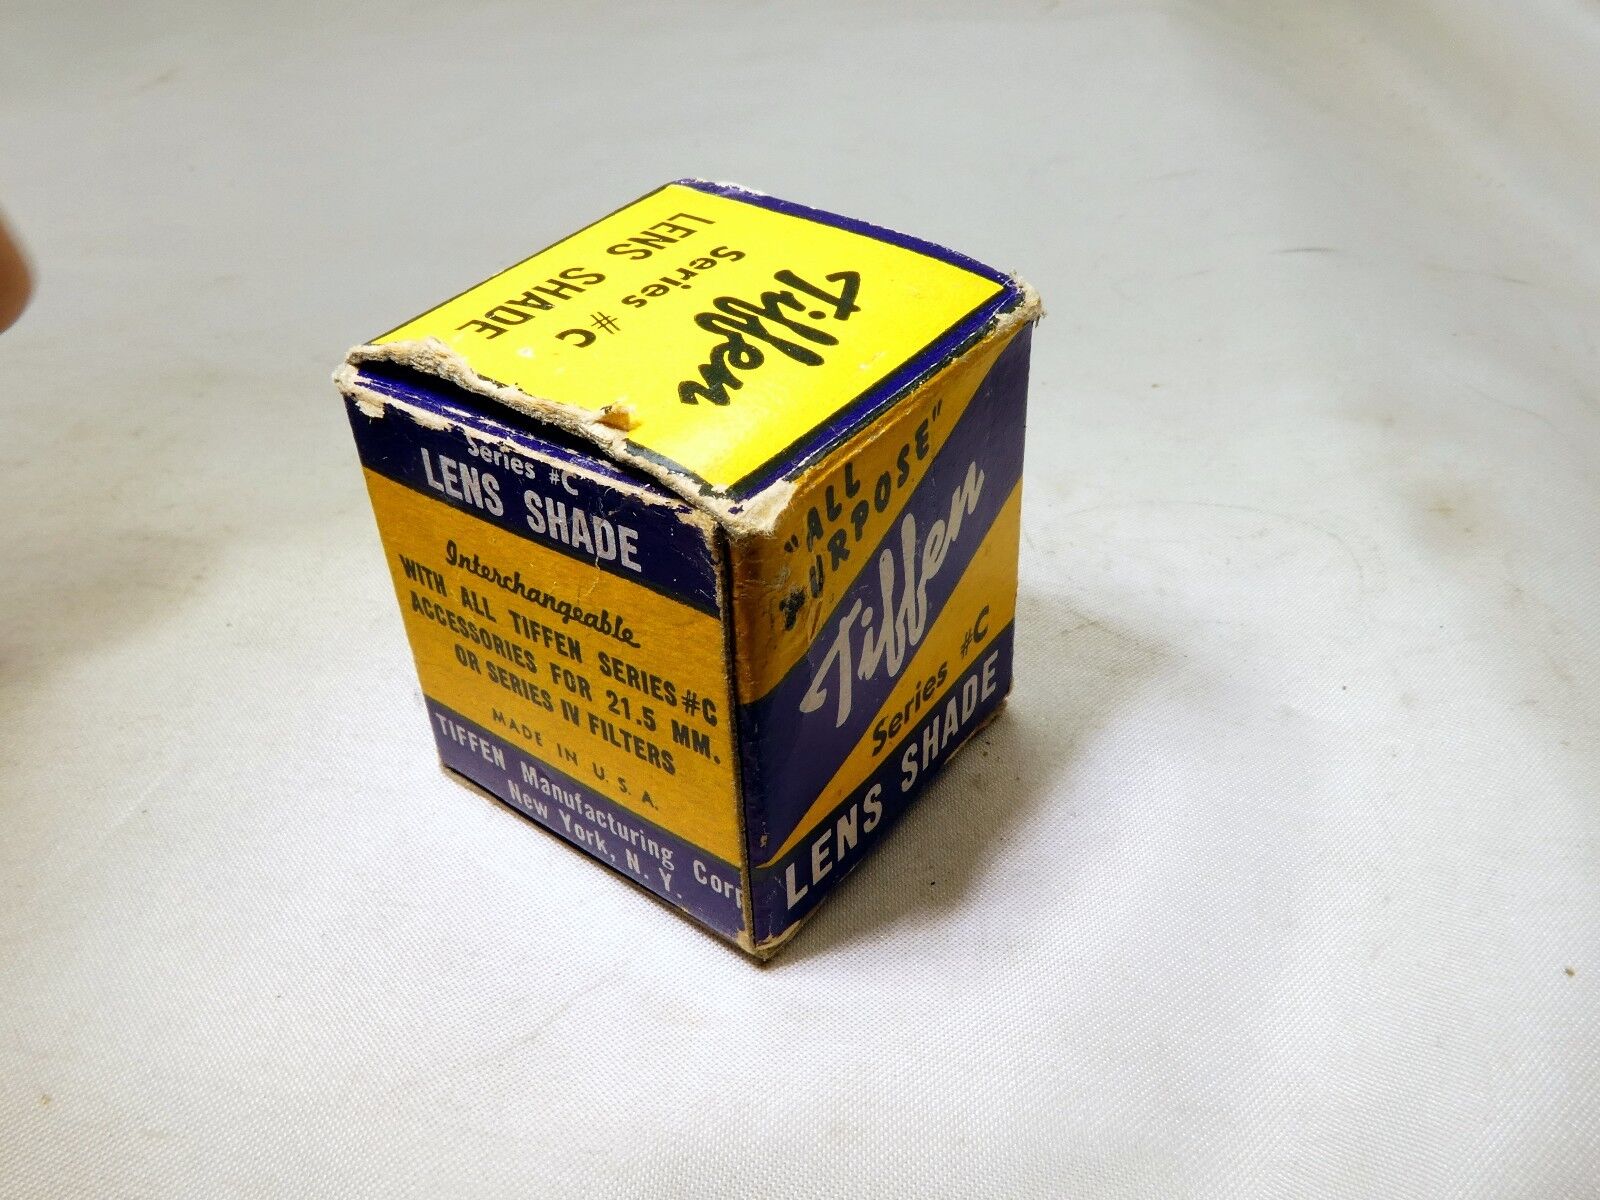 Tiffen
Series #C
LENS SHADE
Series #C
LENS SHADE
Interchangeable
WITH ALL TIFFEN SERIES #C
ACCESSORIES FOR 21.5 MM.
OR SERIES IV FILTERS
MADE IN U. S. A.
TIFFEN Manufacturing Corp
New York, N. Y.
"ALL
PURPOSE"
Tiffen
Series #C
LENS SHADE